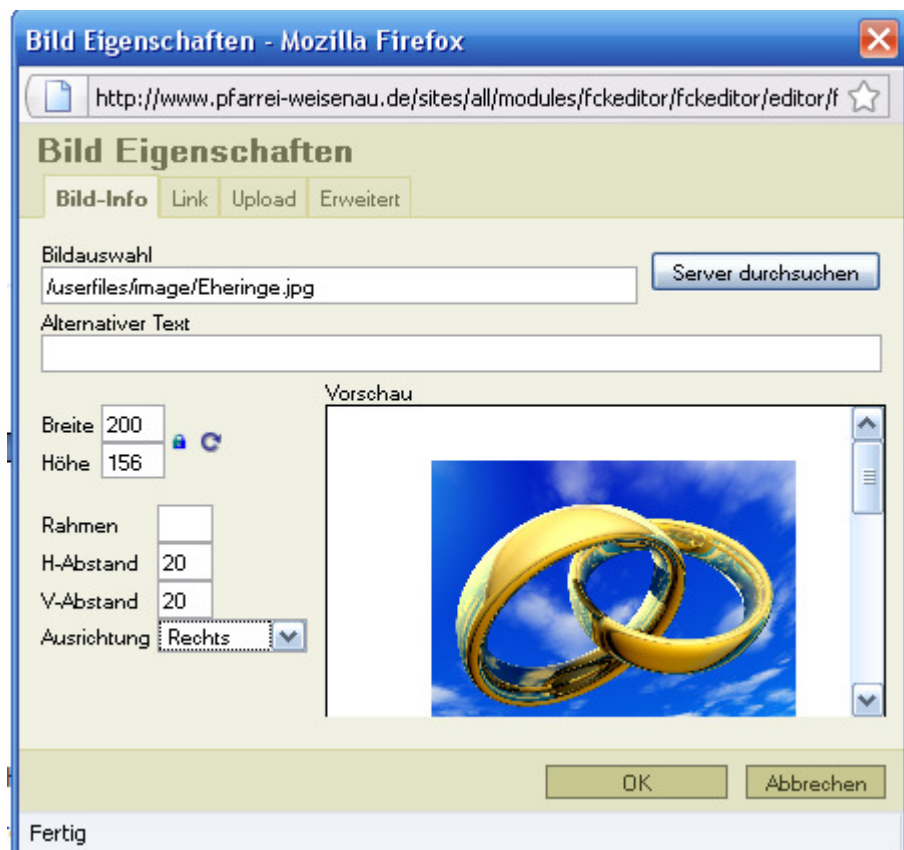 Bild Eigenschaften - Mozilla Firefox
http://www.pfarrei-weisenau.de/sites/all/modules/fckeditor/fckeditor/editor/f
Bild Eigenschaften
Bild-Info Link Upload Erweitert
Bildauswahl
/userfiles/image/Eheringe.jpg
Server durchsuchen
Alternativer Text
Vorschau
Breite 200
Höhe 156
Rahmen
H-Abstand 20
V-Abstand 20
Ausrichtung Rechts
OK Abbrechen
Fertig